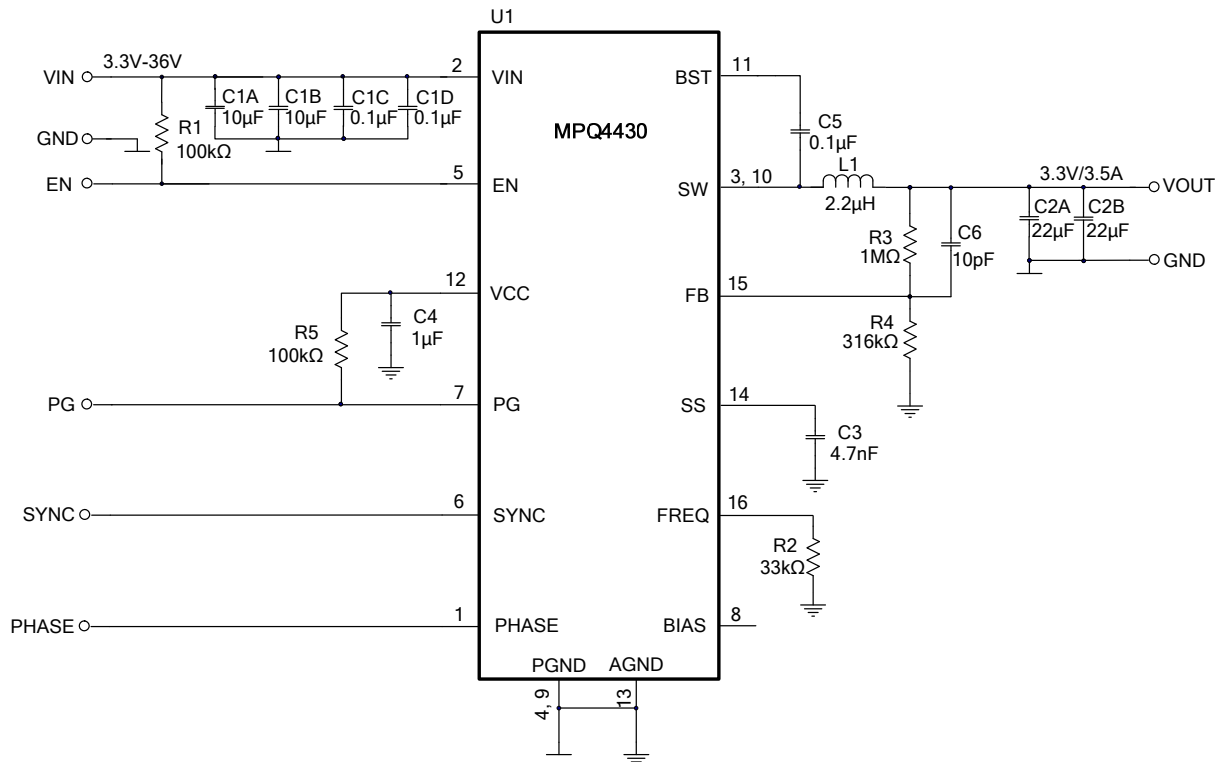 U1
3.3V-36V
VIN
2
VIN
BST
11
C1A
10µF
C1B
10µF
C1C
0.1µF
C1D
0.1µF
MPQ4430
C5
0.1µF
GND
R1
100kΩ
EN
5
EN
SW
3, 10
L1
2.2µH
3.3V/3.5A
VOUT
C2A
22µF
C2B
22µF
R3
1MΩ
C6
10pF
GND
12
VCC
FB
15
C4
1µF
R5
100kΩ
R4
316kΩ
PG
7
PG
SS
14
C3
4.7nF
SYNC
6
SYNC
FREQ
16
R2
33kΩ
PHASE
1
PHASE
BIAS
8
PGND
AGND
4, 9
13